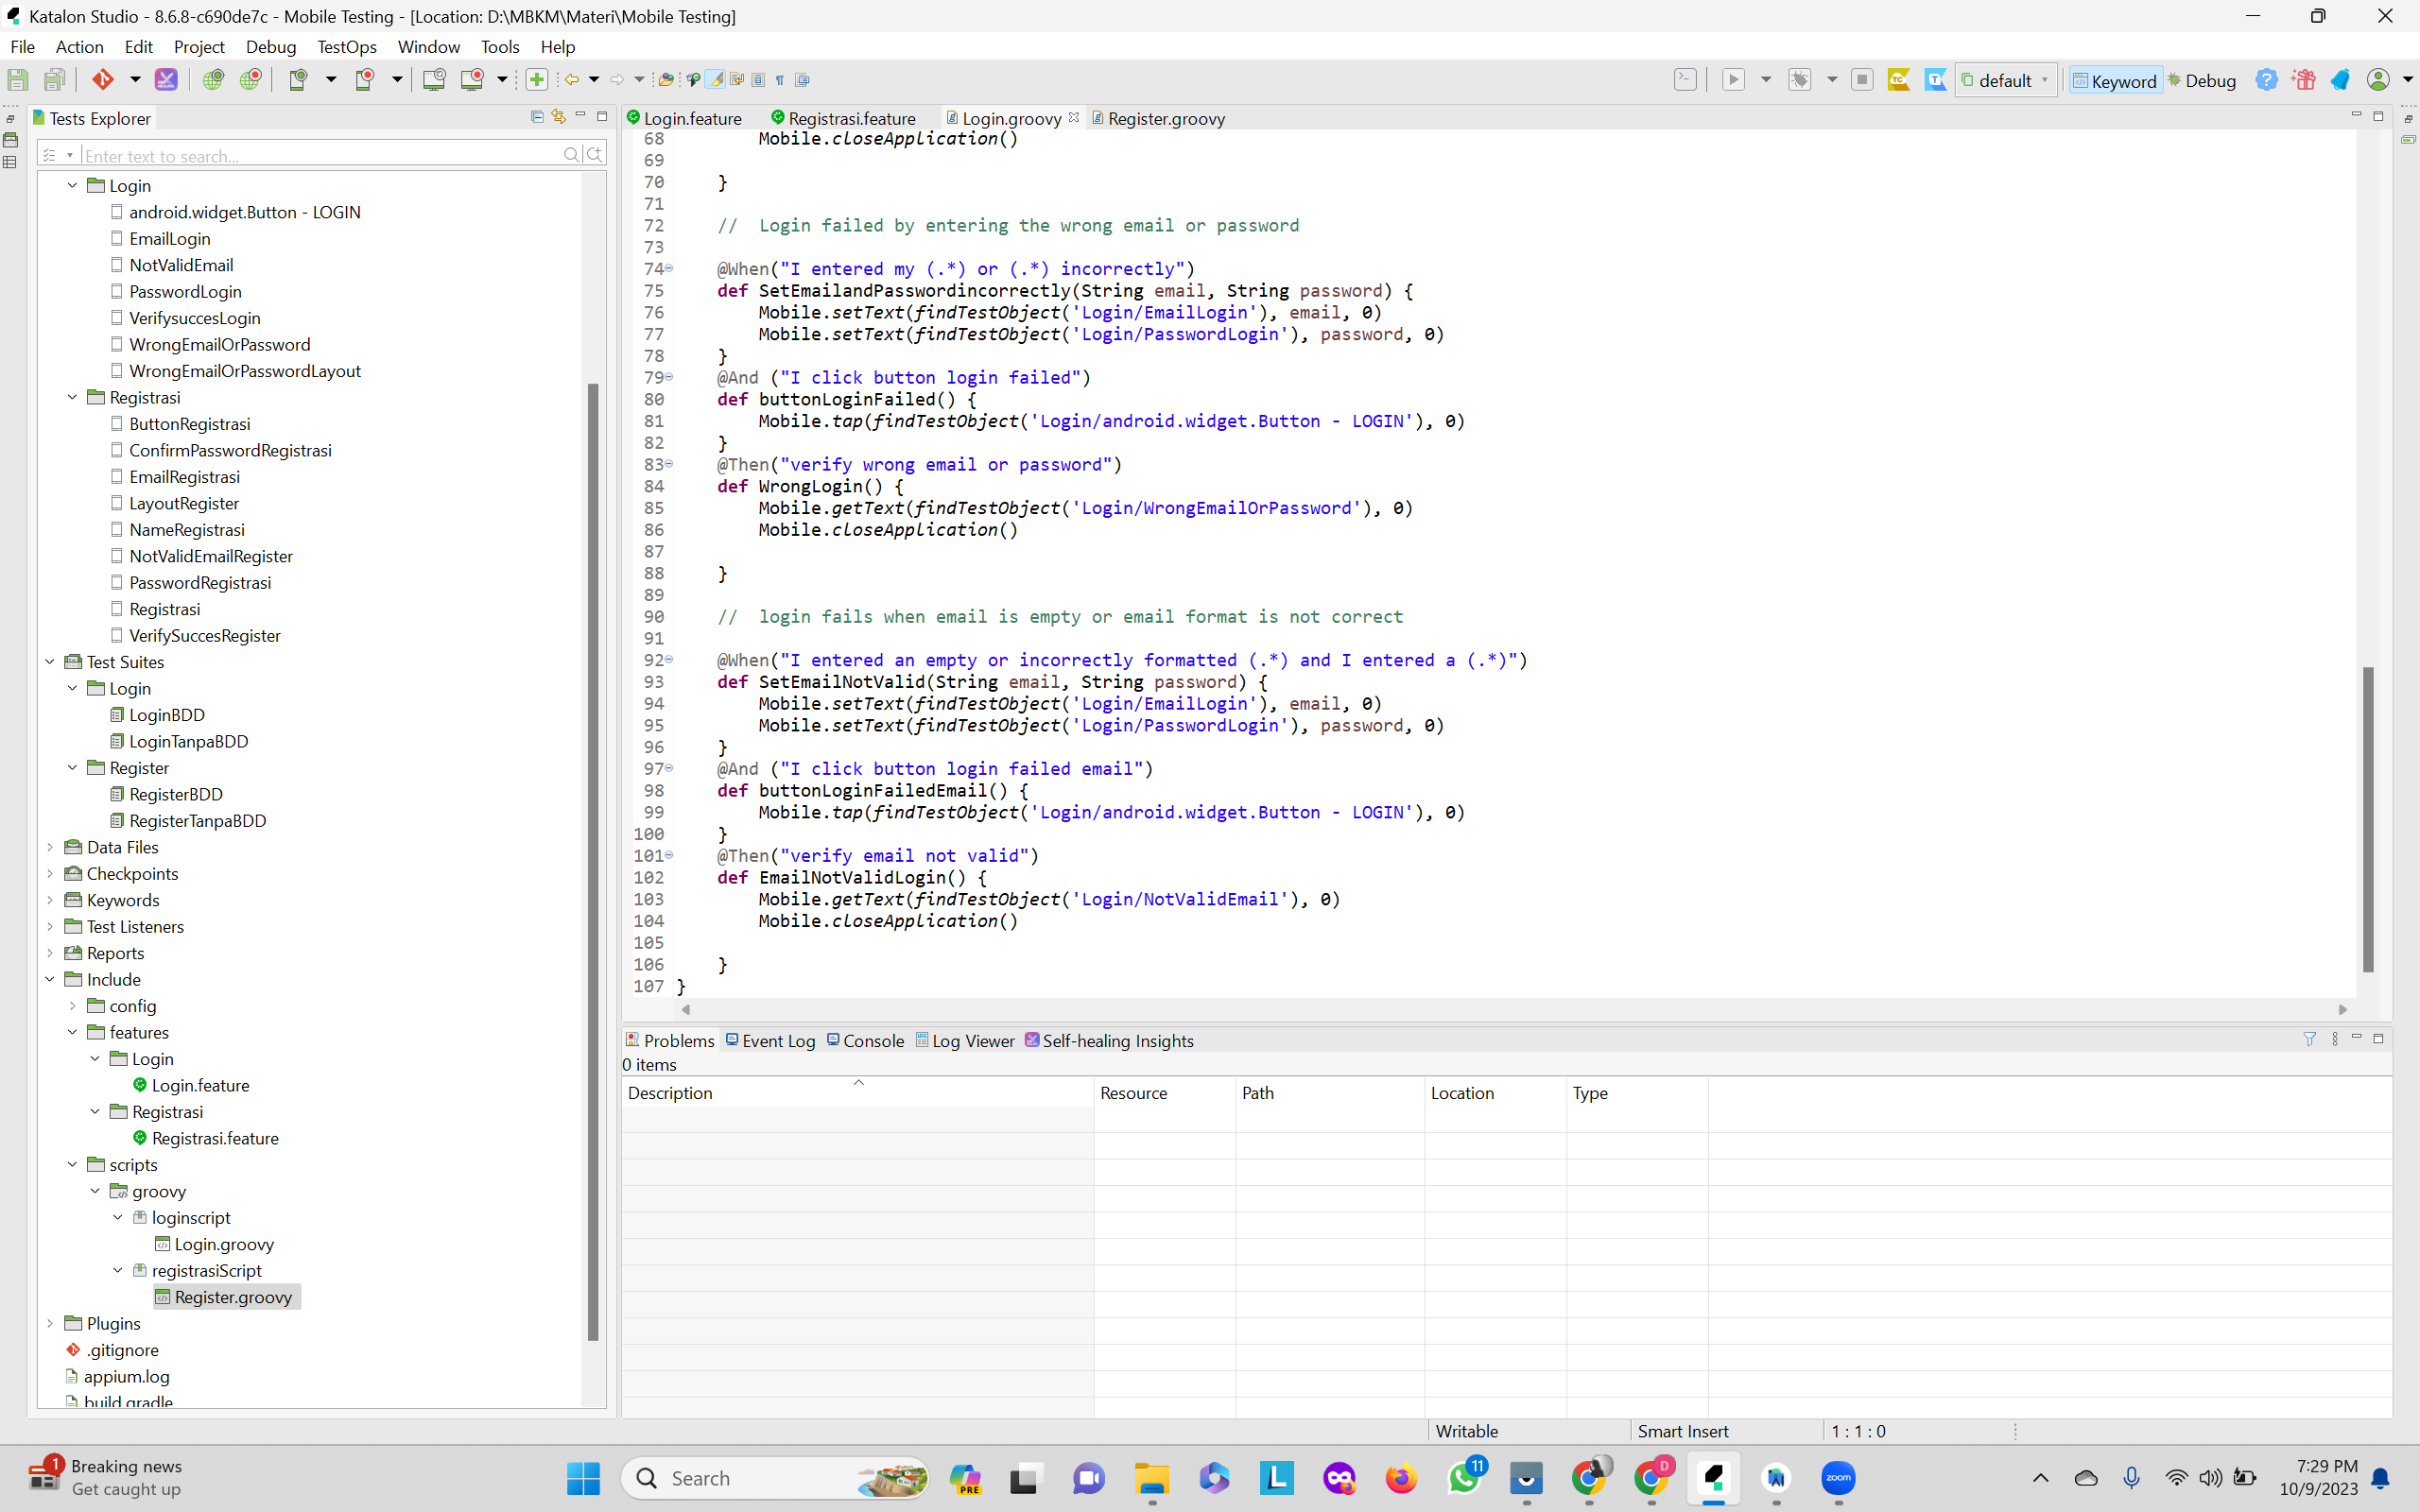 Katalon Studio - 8.6.8-c690de7c - Mobile Testing - [Location: D:\MBKM\Materi\Mobile Testing]
File Action Edit Project Debug TestOps Window Tools Help
default Keyword Debug
Tests Explorer
Enter text to search...
Login
android.widget.Button - LOGIN
EmailLogin
NotValidEmail
PasswordLogin
VerifysuccesLogin
WrongEmailOrPassword
WrongEmailOrPasswordLayout
Registrasi
ButtonRegistrasi
ConfirmPasswordRegistrasi
EmailRegistrasi
LayoutRegister
NameRegistrasi
NotValidEmailRegister
PasswordRegistrasi
Registrasi
VerifySuccesRegister
Test Suites
Login
LoginBDD
LoginTanpaBDD
Register
RegisterBDD
RegisterTanpaBDD
Data Files
Checkpoints
Keywords
Test Listeners
Reports
Include
config
features
Login
Login.feature
Registrasi
Registrasi.feature
scripts
groovy
loginscript
Login.groovy
registrasiScript
Register.groovy
Plugins
.gitignore
appium.log
build.gradle
Login.feature Registrasi.feature Login.groovy Register.groovy
68 Mobile.closeApplication()
69
70 }
71
72 // Login failed by entering the wrong email or password
73
74 @When("I entered my (.*) or (.*) incorrectly")
75 def SetEmailandPasswordincorrectly(String email, String password) {
76 Mobile.setText(findTestObject('Login/EmailLogin'), email, 0)
77 Mobile.setText(findTestObject('Login/PasswordLogin'), password, 0)
78 }
79 @And ("I click button login failed")
80 def buttonLoginFailed() {
81 Mobile.tap(findTestObject('Login/android.widget.Button - LOGIN'), 0)
82 }
83 @Then("verify wrong email or password")
84 def WrongLogin() {
85 Mobile.getText(findTestObject('Login/WrongEmailOrPassword'), 0)
86 Mobile.closeApplication()
87
88 }
89
90 // login fails when email is empty or email format is not correct
91
92 @When("I entered an empty or incorrectly formatted (.*) and I entered a (.*)")
93 def SetEmailNotValid(String email, String password) {
94 Mobile.setText(findTestObject('Login/EmailLogin'), email, 0)
95 Mobile.setText(findTestObject('Login/PasswordLogin'), password, 0)
96 }
97 @And ("I click button login failed email")
98 def buttonLoginFailedEmail() {
99 Mobile.tap(findTestObject('Login/android.widget.Button - LOGIN'), 0)
100 }
101 @Then("verify email not valid")
102 def EmailNotValidLogin() {
103 Mobile.getText(findTestObject('Login/NotValidEmail'), 0)
104 Mobile.closeApplication()
105
106 }
107 }
Problems Event Log Console Log Viewer Self-healing Insights
0 items
Description Resource Path Location Type
Writable Smart Insert 1 : 1 : 0
1 Breaking news
Get caught up
Search
PRE
L
11
D
zoom
7:29 PM
10/9/2023